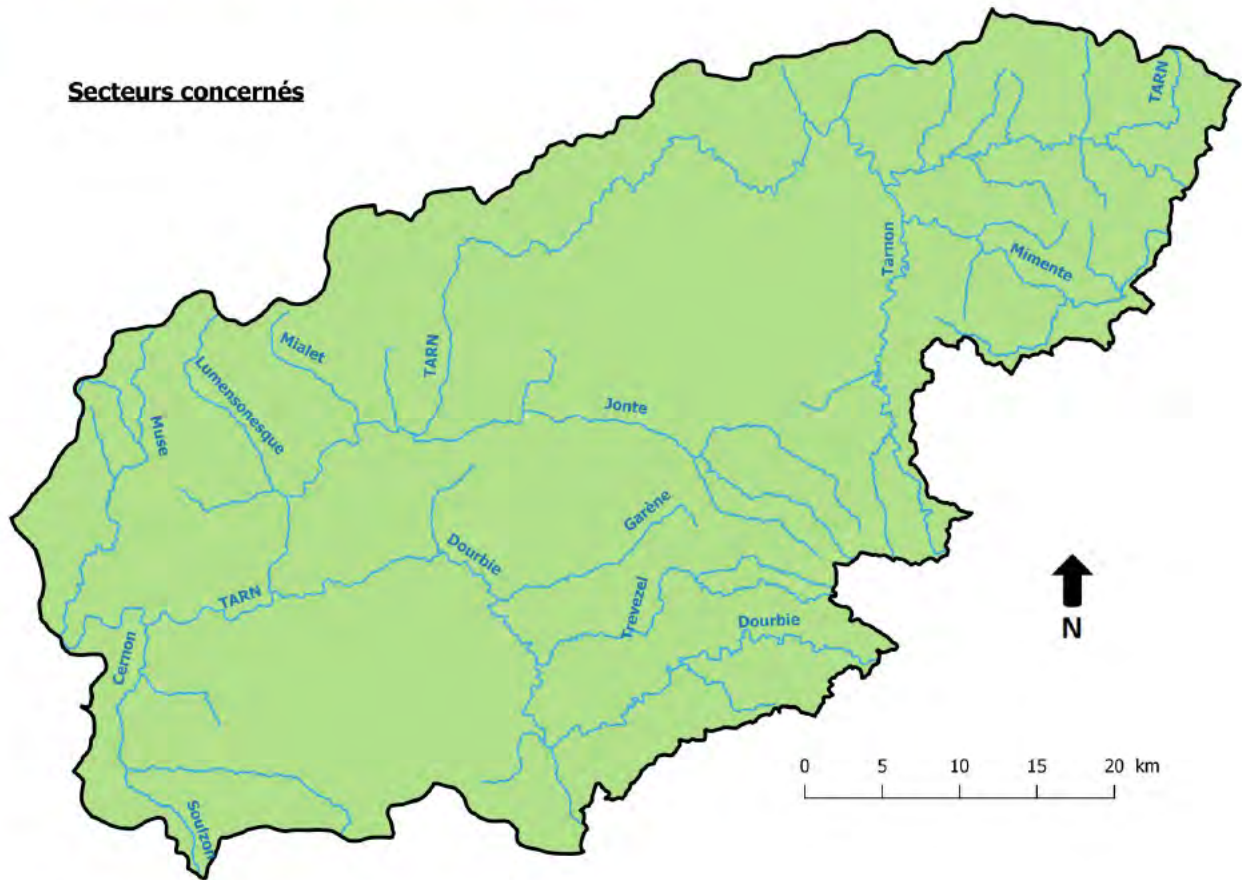 Secteurs concernés
TARN
Tarnon
Mimente
Mialet
TARN
Lumensonesque
Muse
Jonte
Garène
Dourbie
TARN
Trevezel
Dourbie
Cernon
N
0 5 10 15 20 km
Soulzon